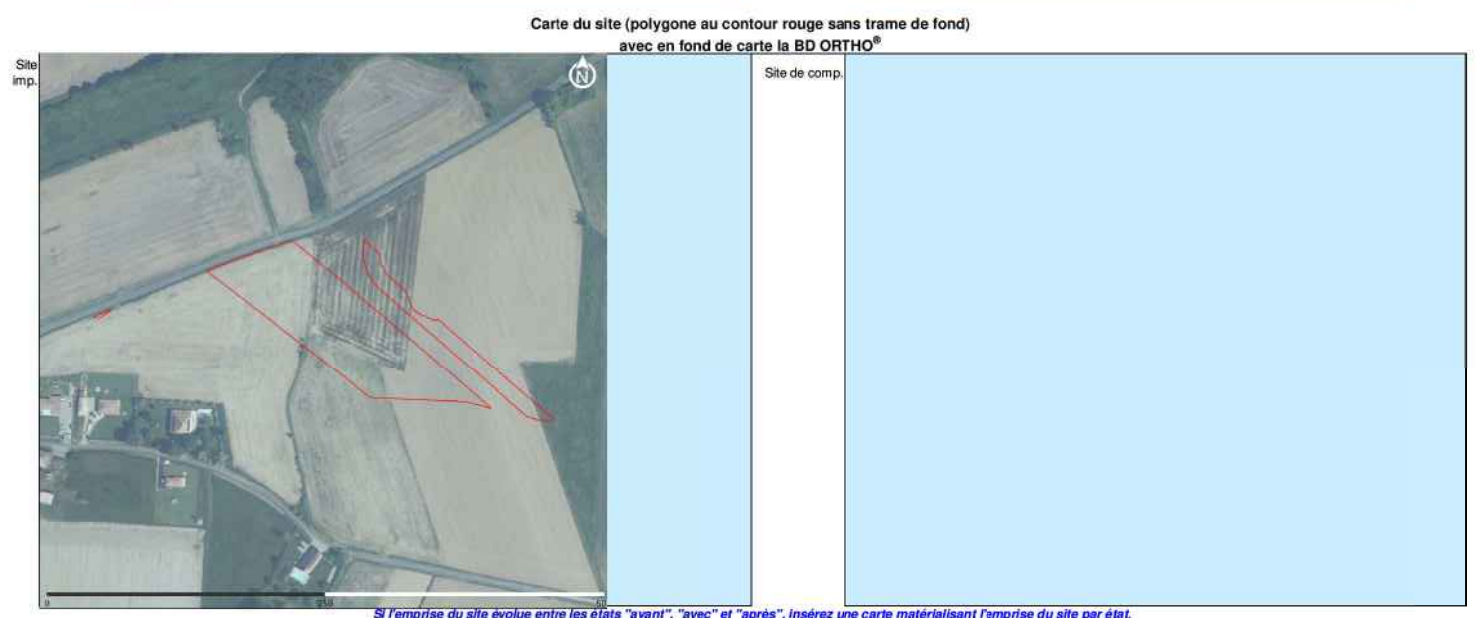 Carte du site (polygone au contour rouge sans trame de fond)
avec en fond de carte la BD ORTHO®
Site
imp.
N
Site de comp.
0 250
Si l'emprise du site évolue entre les états "avant", "avec" et "après", insérez une carte matérialisant l'emprise du site par état.